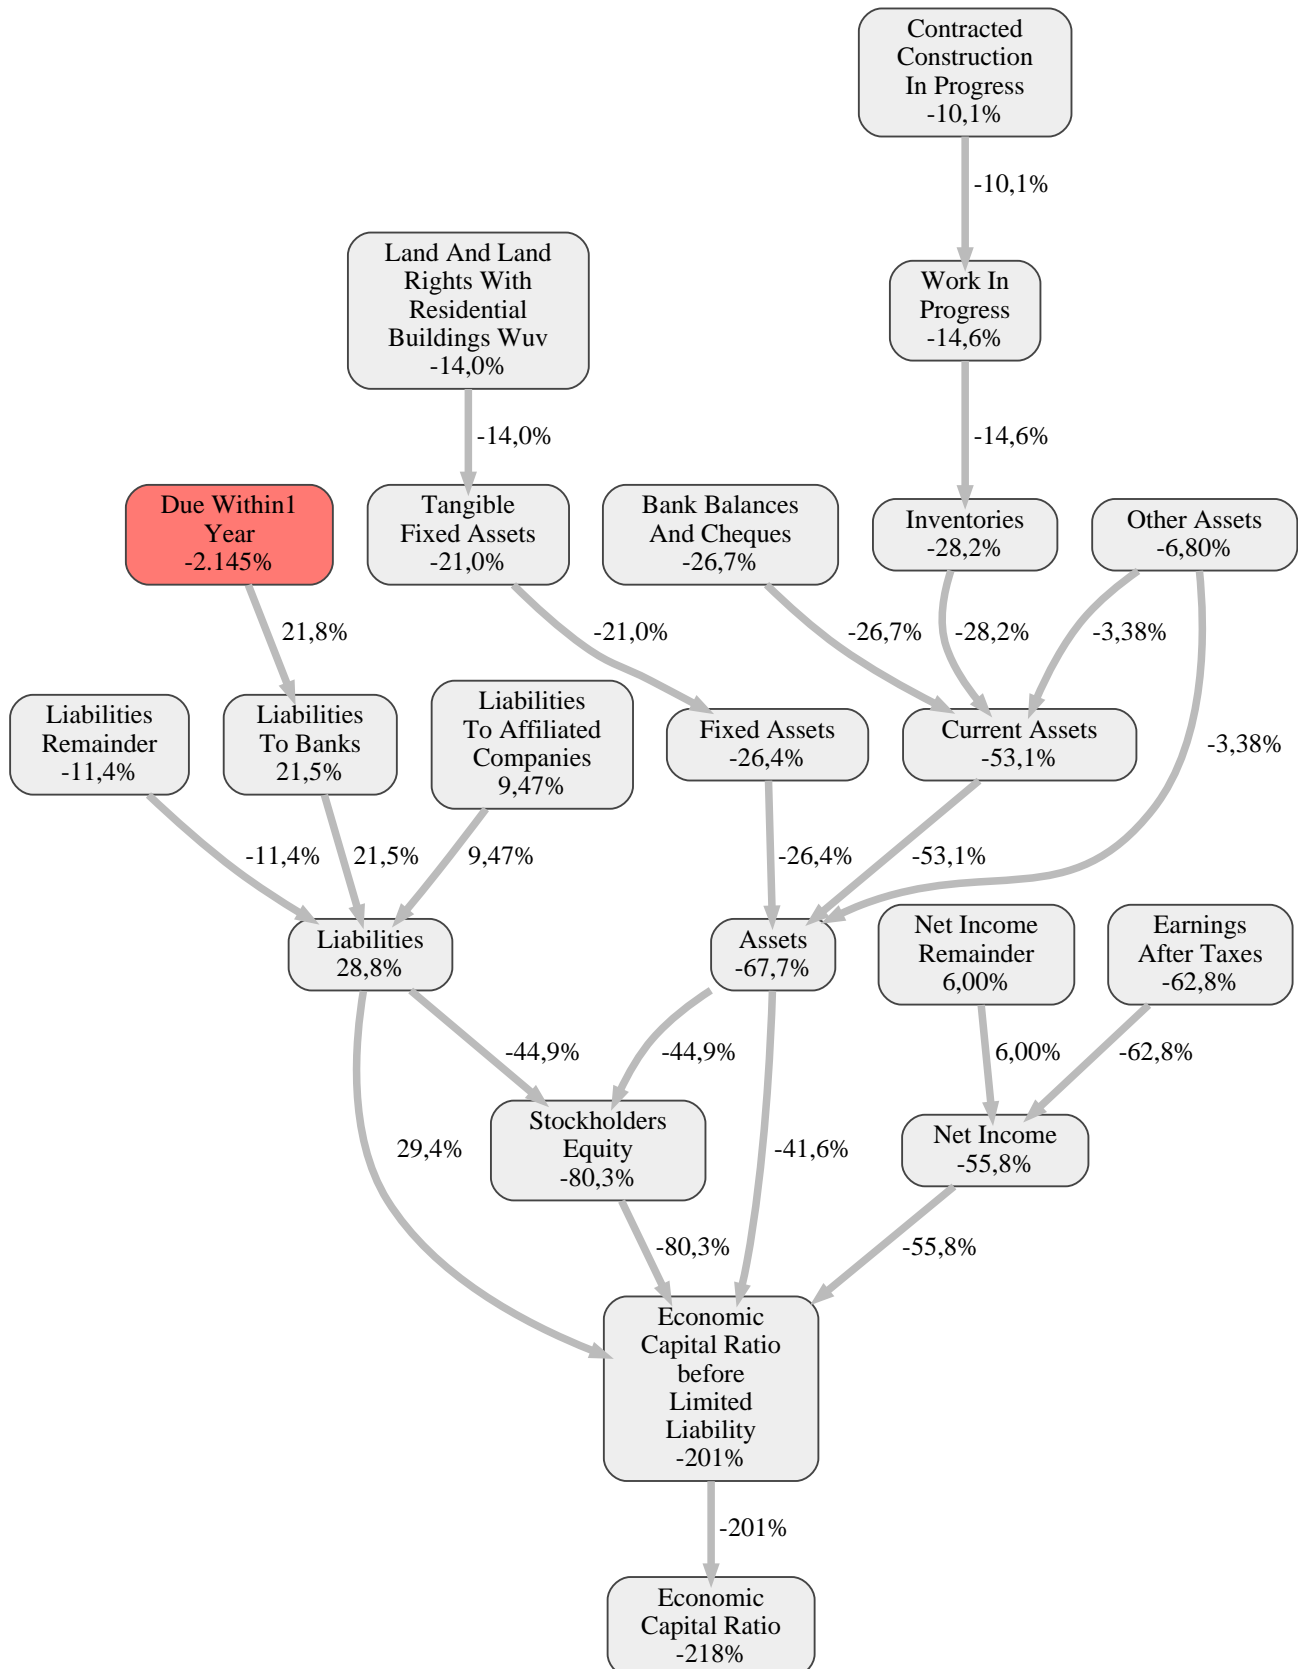 Contracted
Construction
In Progress
-10,1%
-10,1%
Land And Land
Rights With
Residential
Buildings Wuv
-14,0%
Work In
Progress
-14,6%
-14,0%
-14,6%
Due Within1
Year
-2.145%
Tangible
Fixed Assets
-21,0%
Bank Balances
And Cheques
-26,7%
Inventories
-28,2%
Other Assets
-6,80%
21,8%
-21,0%
-26,7%
-28,2%
-3,38%
Liabilities
Remainder
-11,4%
Liabilities
To Banks
21,5%
Liabilities
To Affiliated
Companies
9,47%
Fixed Assets
-26,4%
Current Assets
-53,1%
-3,38%
-11,4%
21,5%
9,47%
-26,4%
-53,1%
Liabilities
28,8%
Assets
-67,7%
Net Income
Remainder
6,00%
Earnings
After Taxes
-62,8%
-44,9%
-44,9%
6,00%
-62,8%
29,4%
Stockholders
Equity
-80,3%
-41,6%
Net Income
-55,8%
-80,3%
-55,8%
Economic
Capital Ratio
before
Limited
Liability
-201%
-201%
Economic
Capital Ratio
-218%